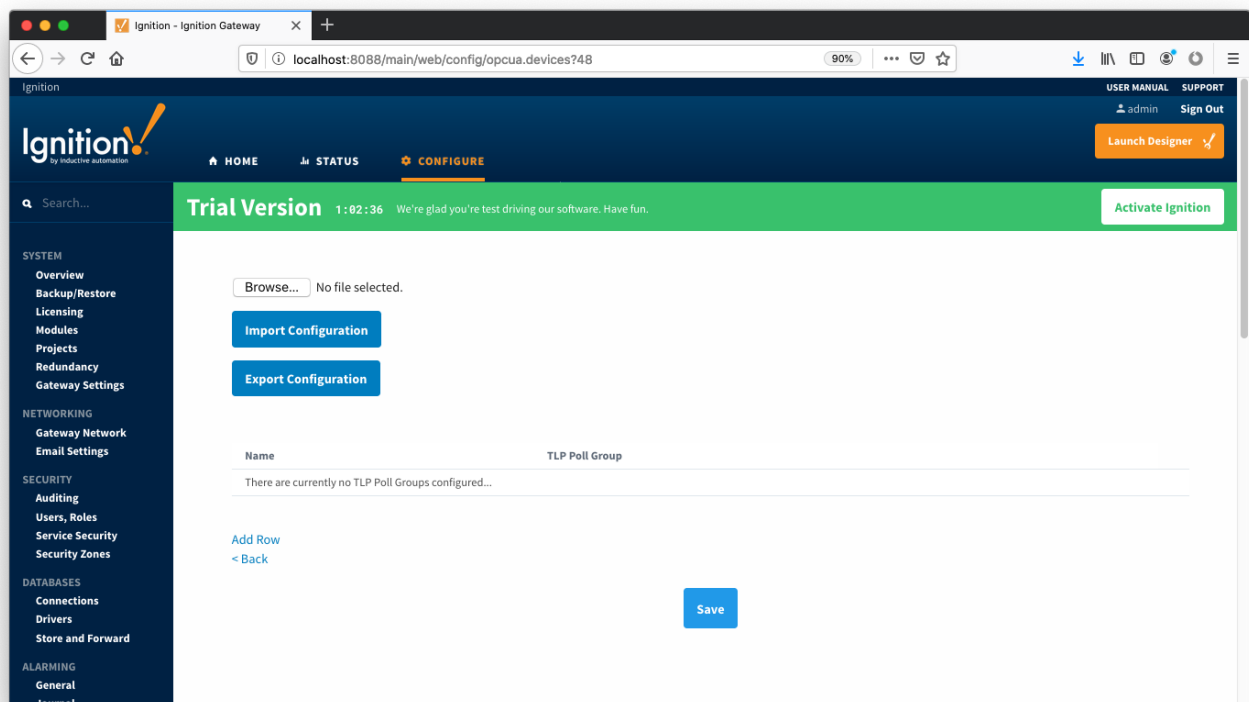 Ignition - Ignition Gateway
localhost:8088/main/web/config/opcua.devices?48
90%
Ignition
USER MANUAL SUPPORT
admin Sign Out
Ignition!
by inductive automation
HOME STATUS CONFIGURE
Launch Designer
Search...
Trial Version 1:02:36 We're glad you're test driving our software. Have fun.
Activate Ignition
SYSTEM
Overview
Backup/Restore
Licensing
Modules
Projects
Redundancy
Gateway Settings
NETWORKING
Gateway Network
Email Settings
SECURITY
Auditing
Users, Roles
Service Security
Security Zones
DATABASES
Connections
Drivers
Store and Forward
ALARMING
General
Journal
Browse... No file selected.
Import Configuration
Export Configuration
Name TLP Poll Group
There are currently no TLP Poll Groups configured...
Add Row
< Back
Save